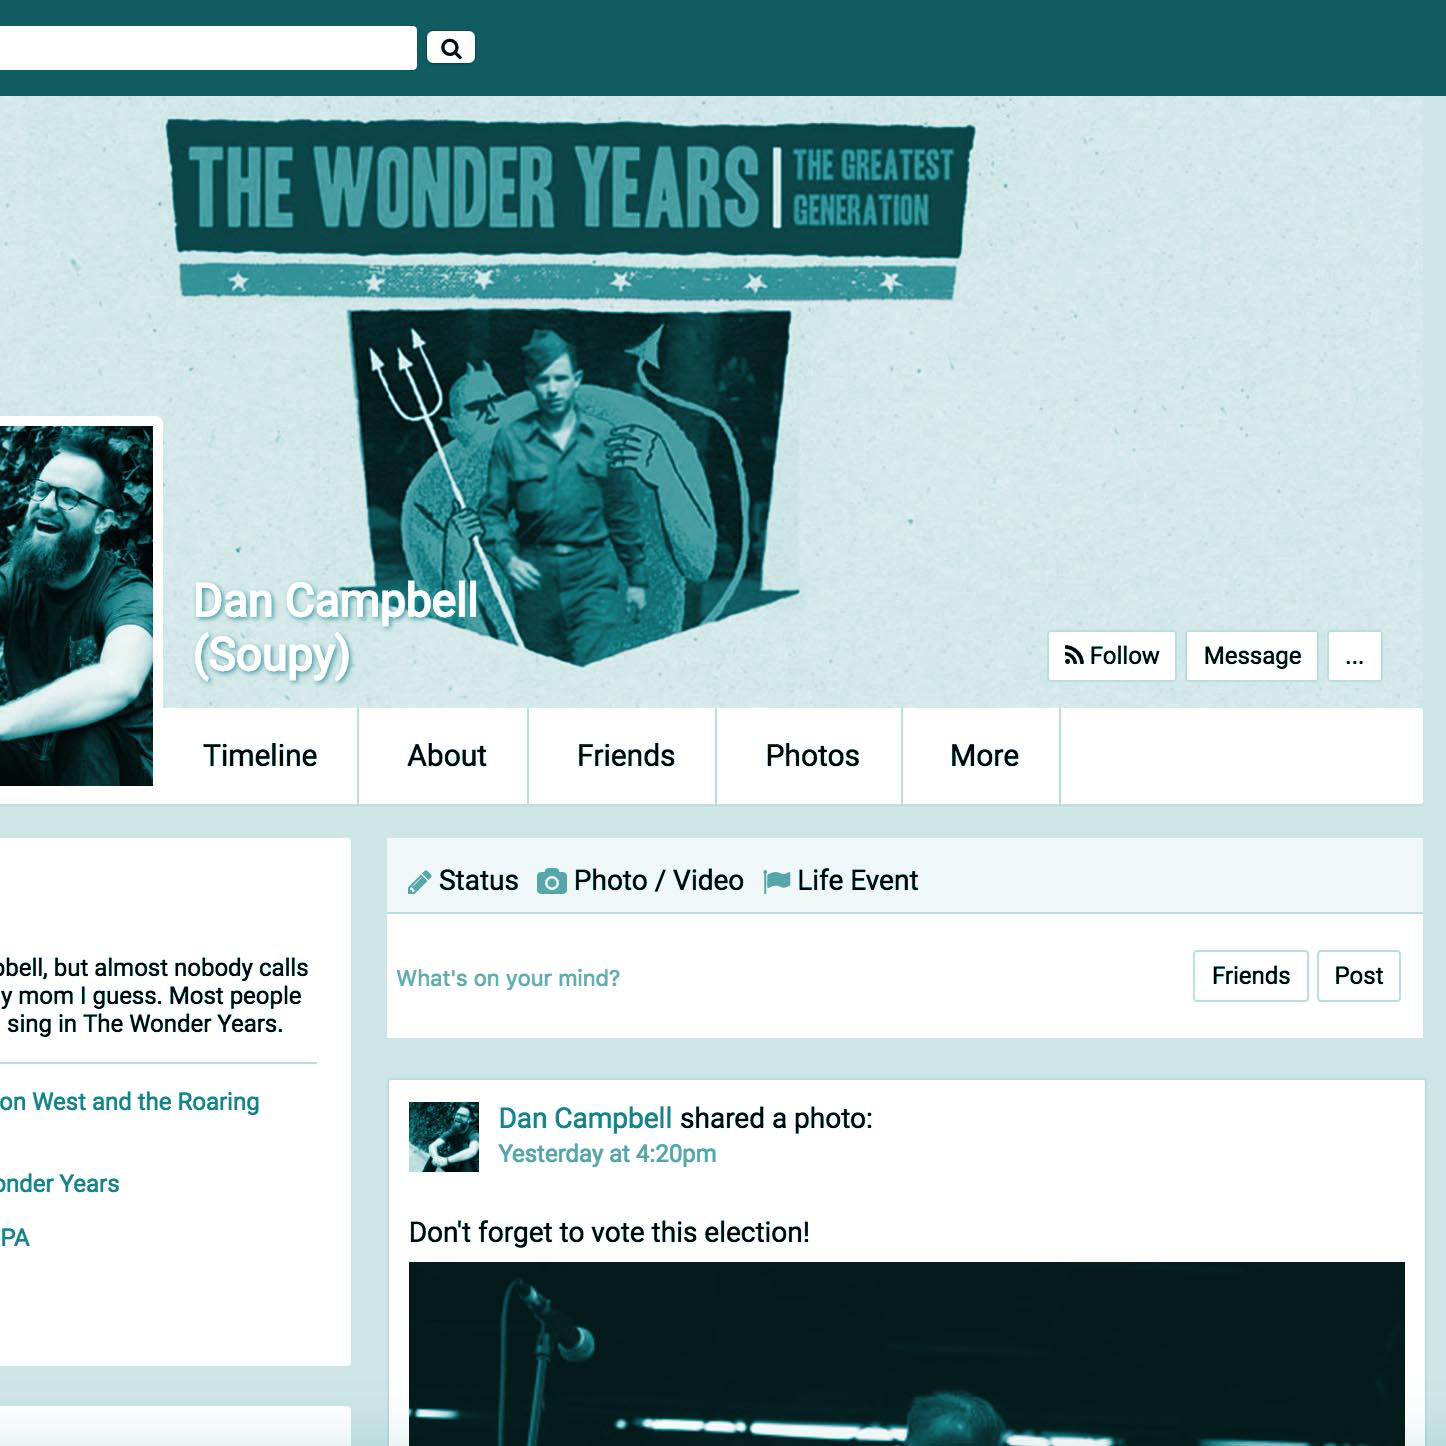 THE WONDER YEARS
THE GREATEST
GENERATION
Dan Campbell
(Soupy)
Follow
Message
...
Timeline
About
Friends
Photos
More
Status
Photo / Video
Life Event
What's on your mind?
Friends
Post
bell, but almost nobody calls
y mom I guess. Most people
sing in The Wonder Years.
on West and the Roaring
onder Years
PA
Dan Campbell shared a photo:
Yesterday at 4:20pm
Don't forget to vote this election!